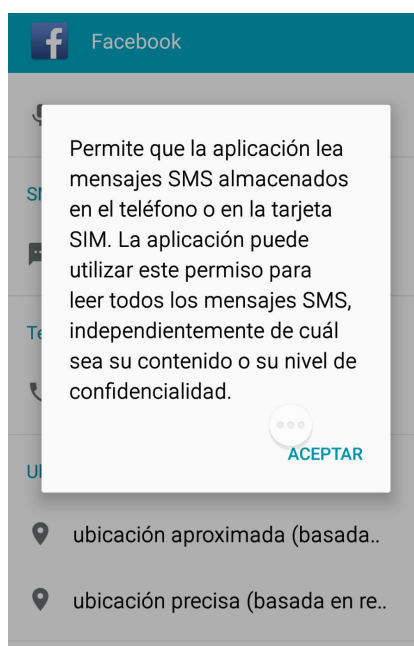 Facebook
Permite que la aplicación lea
mensajes SMS almacenados
en el teléfono o en la tarjeta
SIM. La aplicación puede
utilizar este permiso para
leer todos los mensajes SMS,
independientemente de cuál
sea su contenido o su nivel de
confidencialidad.
ACEPTAR
ubicación aproximada (basada..
ubicación precisa (basada en re..